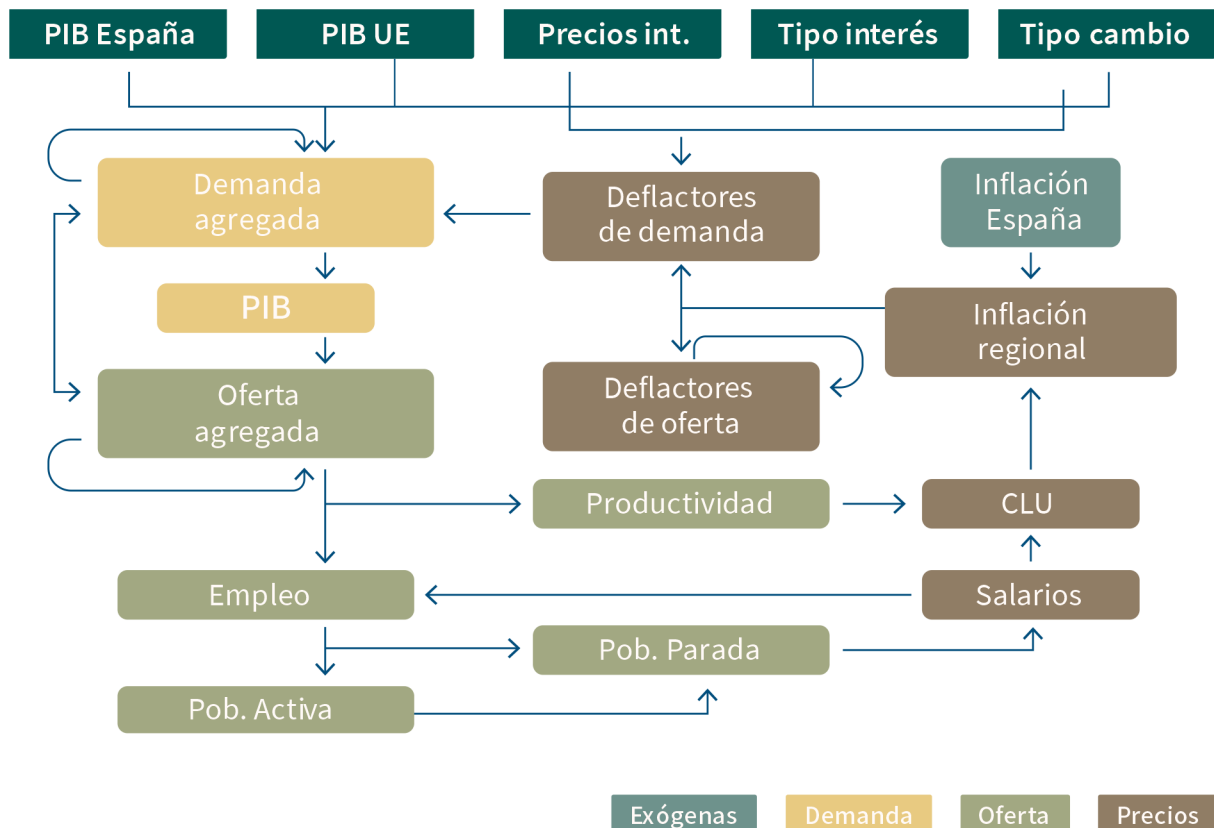 PIB España
PIB UE
Precios int.
Tipo interés
Tipo cambio
Demanda
agregada
Deflactores
de demanda
Inflación
España
PIB
Inflación
regional
Oferta
agregada
Deflactores
de oferta
Productividad
CLU
Empleo
Salarios
Pob. Parada
Pob. Activa
Exógenas
Demanda
Oferta
Precios